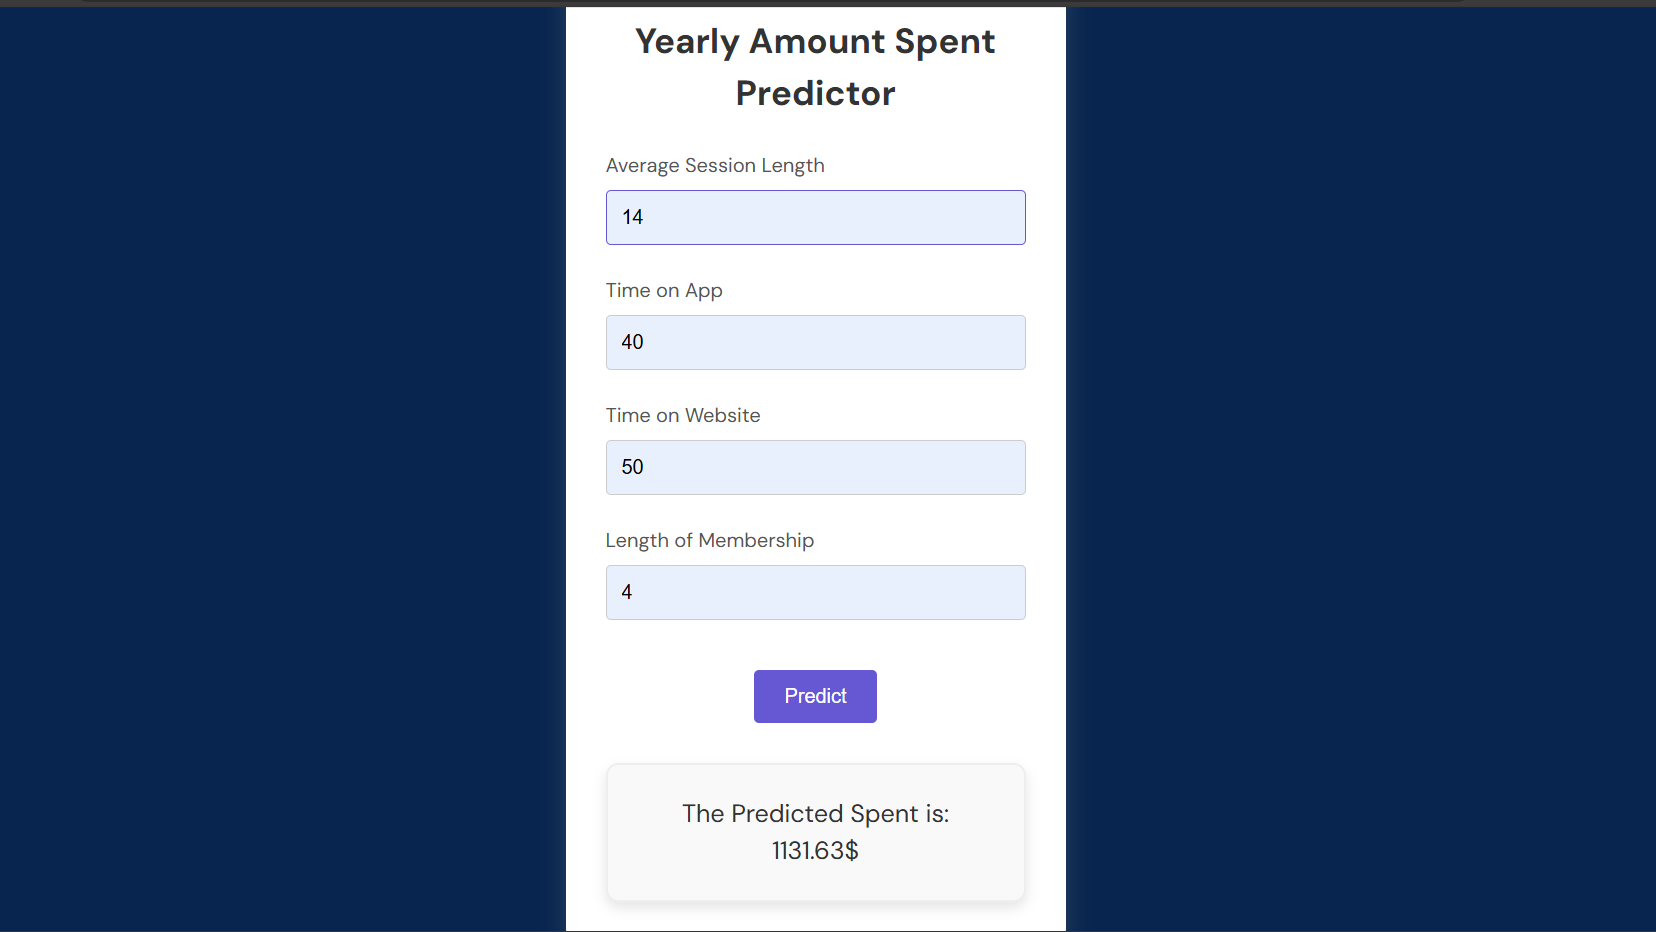 Yearly Amount Spent
Predictor
Average Session Length
14
Time on App
40
Time on Website
50
Length of Membership
4
Predict
The Predicted Spent is:
1131.63$